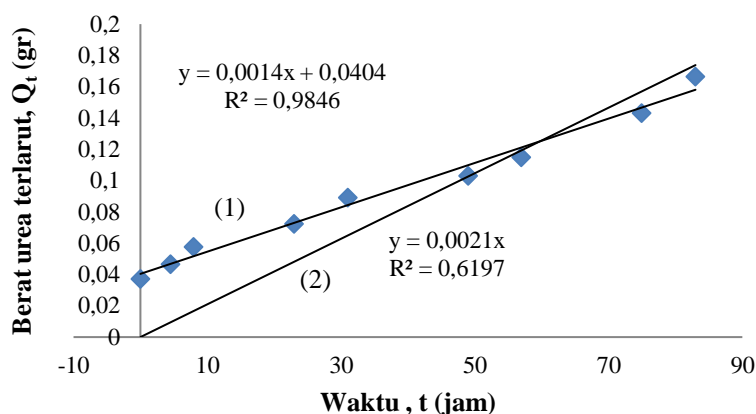 Berat urea terlarut, Qt (gr)
0,2
0,18
0,16
0,14
0,12
0,1
0,08
0,06
0,04
0,02
0
y = 0,0014x + 0,0404
R² = 0,9846
(1)
y = 0,0021x
R² = 0,6197
(2)
-10 10 30 50 70 90
Waktu , t (jam)